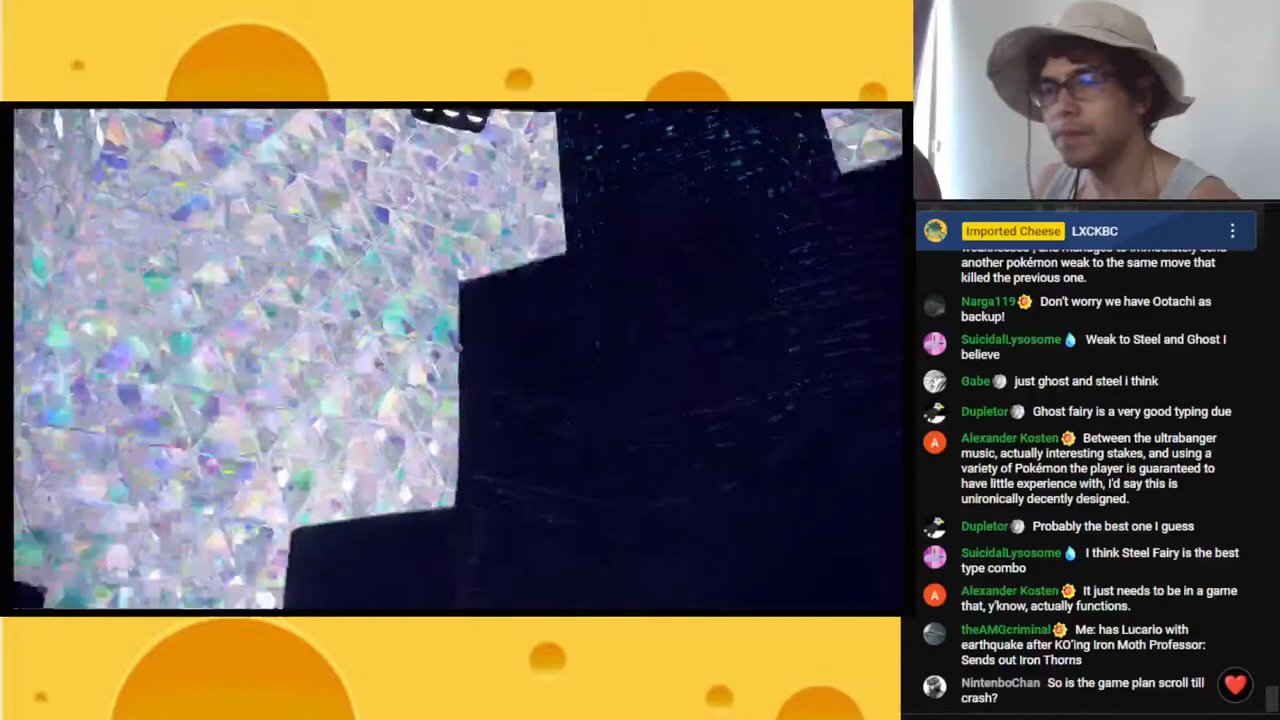 Imported Cheese LXCKBC
another pokémon weak to the same move that
killed the previous one.
Narga119 Don't worry we have Ootachi as
backup!
SuicidalLysosome Weak to Steel and Ghost I
believe
Gabe just ghost and steel i think
Dupletor Ghost fairy is a very good typing due
Alexander Kosten Between the ultrabanger
music, actually interesting stakes, and using a
variety of Pokémon the player is guaranteed to
have little experience with, I'd say this is
unironically decently designed.
Dupletor Probably the best one I guess
SuicidalLysosome I think Steel Fairy is the best
type combo
Alexander Kosten It just needs to be in a game
that, y'know, actually functions.
theAMGcriminal Me: has Lucario with
earthquake after KO'ing Iron Moth Professor:
Sends out Iron Thorns
NintenboChan So is the game plan scroll till
crash?